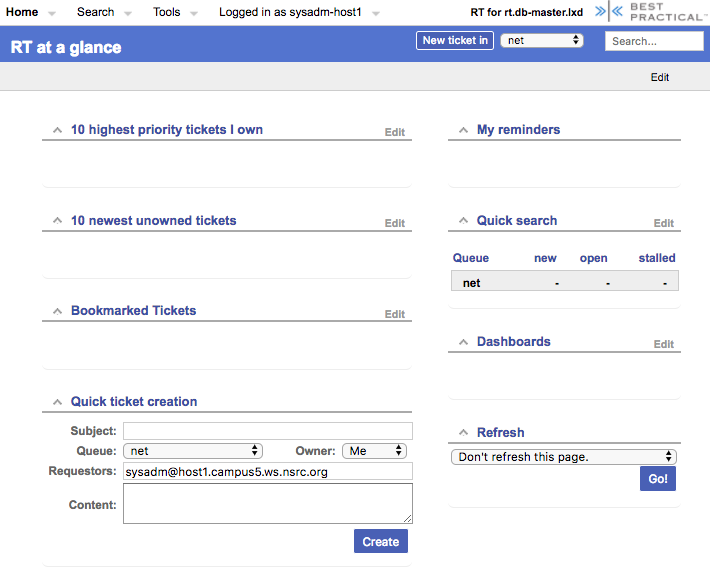 Home Search Tools Logged in as sysadm-host1 RT for rt.db-master.lxd BEST PRACTICAL™
RT at a glance New ticket in net Search...
Edit
10 highest priority tickets I own Edit
My reminders
10 newest unowned tickets Edit
Quick search Edit
Queue new open stalled
net - - -
Bookmarked Tickets Edit
Dashboards Edit
Quick ticket creation
Subject:
Queue: net Owner: Me
Requestors: sysadm@host1.campus5.ws.nsrc.org
Content:
Create
Refresh
Don't refresh this page.
Go!